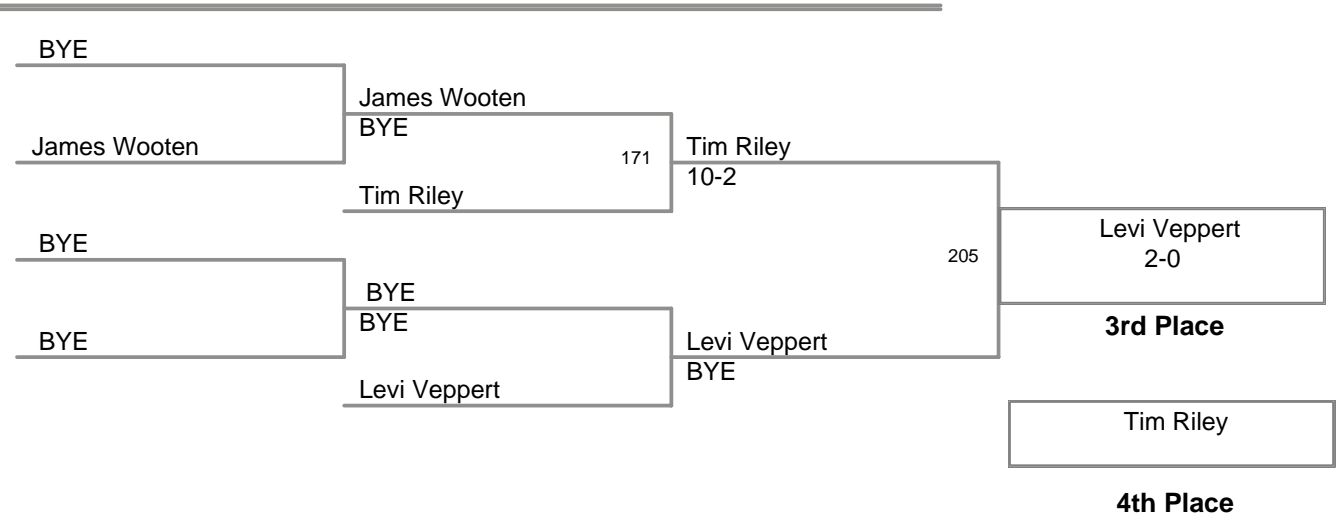 BYE
James Wooten
BYE
James Wooten
171
Tim Riley
10-2
Tim Riley
BYE
Levi Veppert
2-0
205
BYE
BYE
3rd Place
BYE
Levi Veppert
BYE
Levi Veppert
Tim Riley
4th Place